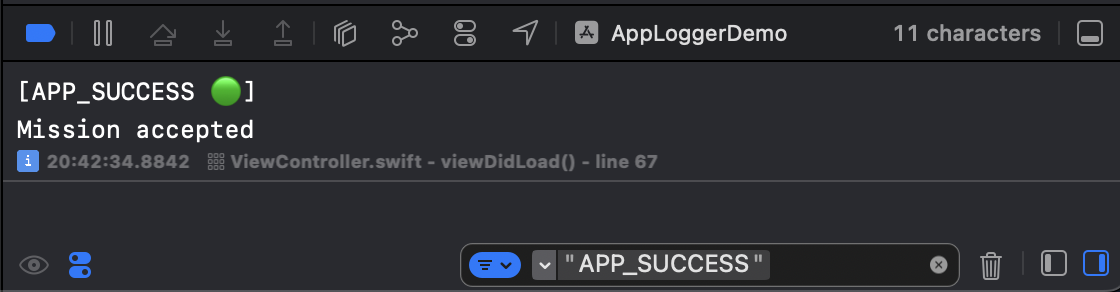 AppLoggerDemo 11 characters
[APP_SUCCESS 🟢]
Mission accepted
i 20:42:34.8842 ViewController.swift - viewDidLoad() - line 67
"APP_SUCCESS"